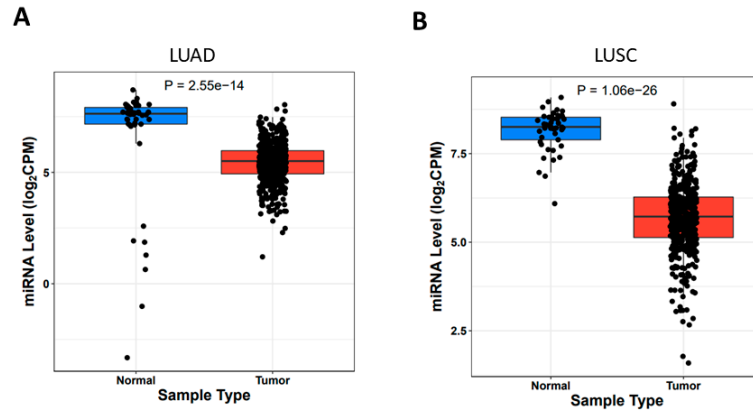 A
LUAD
P = 2.55e−14
miRNA Level (log₂CPM)
5
0
Normal
Tumor
Sample Type
B
LUSC
P = 1.06e−26
miRNA Level (log₂CPM)
7.5
5.0
2.5
Normal
Tumor
Sample Type